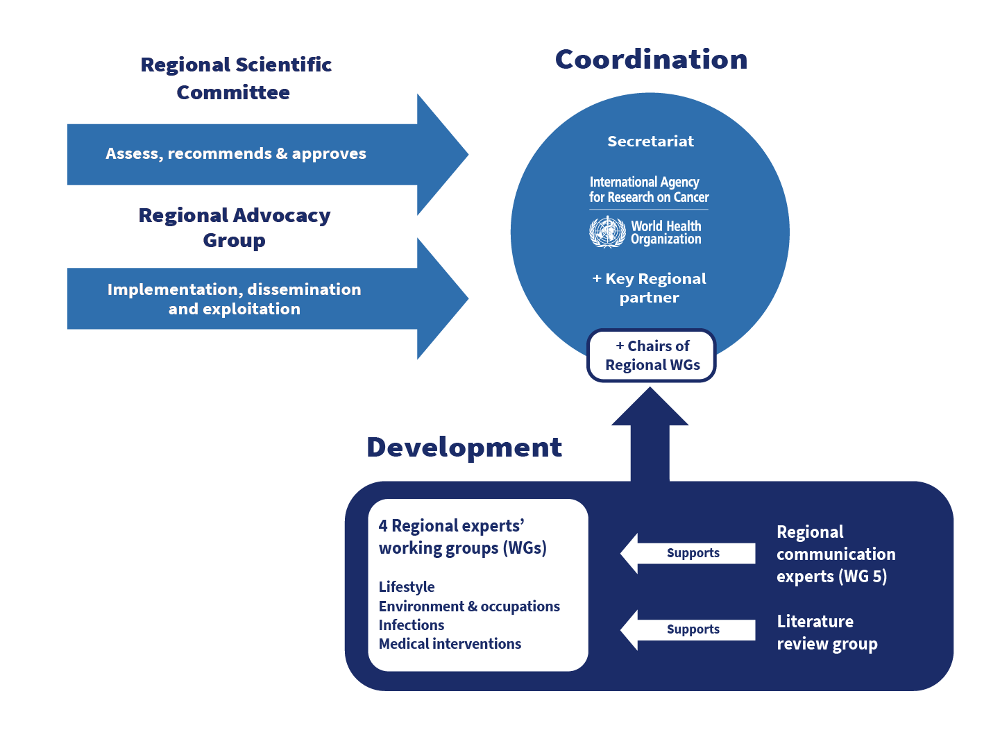 Regional Scientific
Committee
Assess, recommends & approves
Regional Advocacy
Group
Implementation, dissemination
and exploitation
Coordination
Secretariat
International Agency
for Research on Cancer
World Health
Organization
+ Key Regional
partner
+ Chairs of
Regional WGs
Development
4 Regional experts’
working groups (WGs)
Lifestyle
Environment & occupations
Infections
Medical interventions
Supports
Regional
communication
experts (WG 5)
Supports
Literature
review group